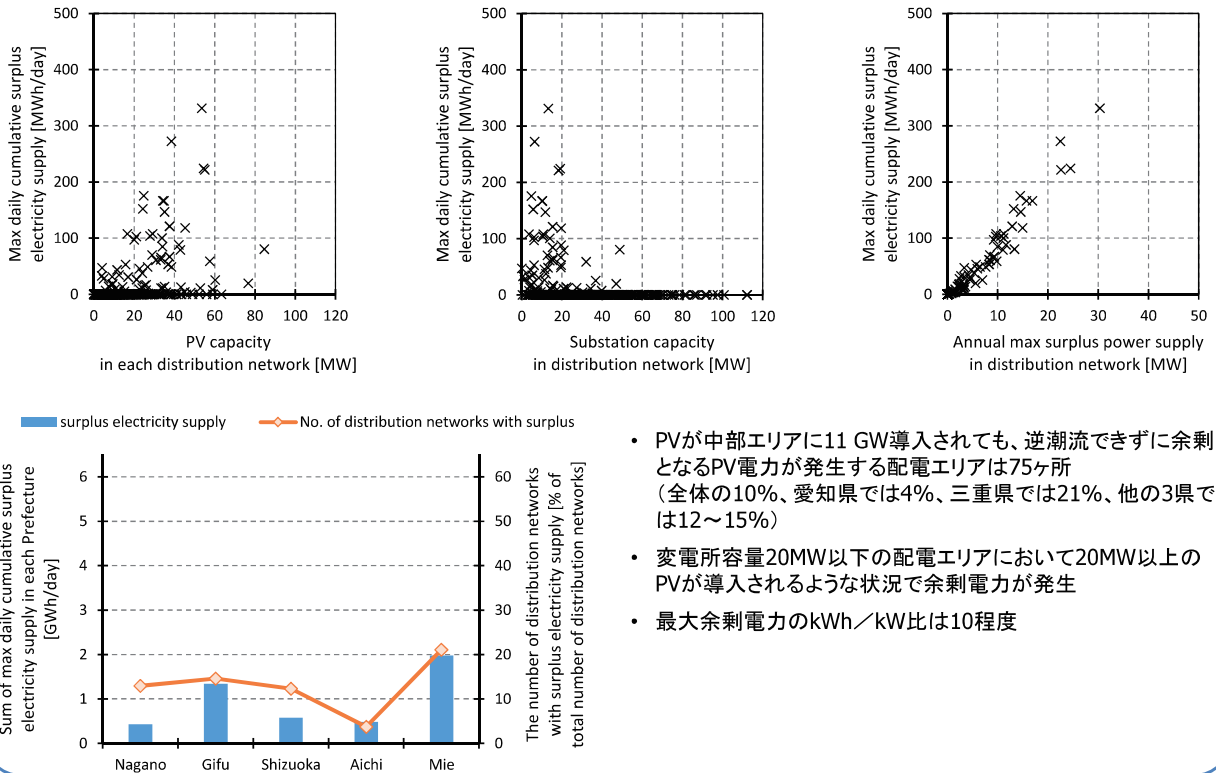 Max daily cumulative surplus
electricity supply [MWh/day]
500
400
300
200
100
0
0 20 40 60 80 100 120
PV capacity
in each distribution network [MW]
Max daily cumulative surplus
electricity supply [MWh/day]
500
400
300
200
100
0
0 20 40 60 80 100 120
Substation capacity
in distribution network [MW]
Max daily cumulative surplus
electricity supply [MWh/day]
500
400
300
200
100
0
0 10 20 30 40 50
Annual max surplus power supply
in distribution network [MW]
surplus electricity supply
No. of distribution networks with surplus
Sum of max daily cumulative surplus
electricity supply in each Prefecture
[GWh/day]
6
5
4
3
2
1
0
60
50
40
30
20
10
0
The number of distribution networks
with surplus electricity supply [% of
total number of distribution networks]
Nagano Gifu Shizuoka Aichi Mie
• PVが中部エリアに11 GW導入されても、逆潮流できずに余剰
となるPV電力が発生する配電エリアは75ヶ所
（全体の10%、愛知県では4%、三重県では21%、他の3県で
は12～15%）
• 変電所容量20MW以下の配電エリアにおいて20MW以上の
PVが導入されるような状況で余剰電力が発生
• 最大余剰電力のkWh／kW比は10程度